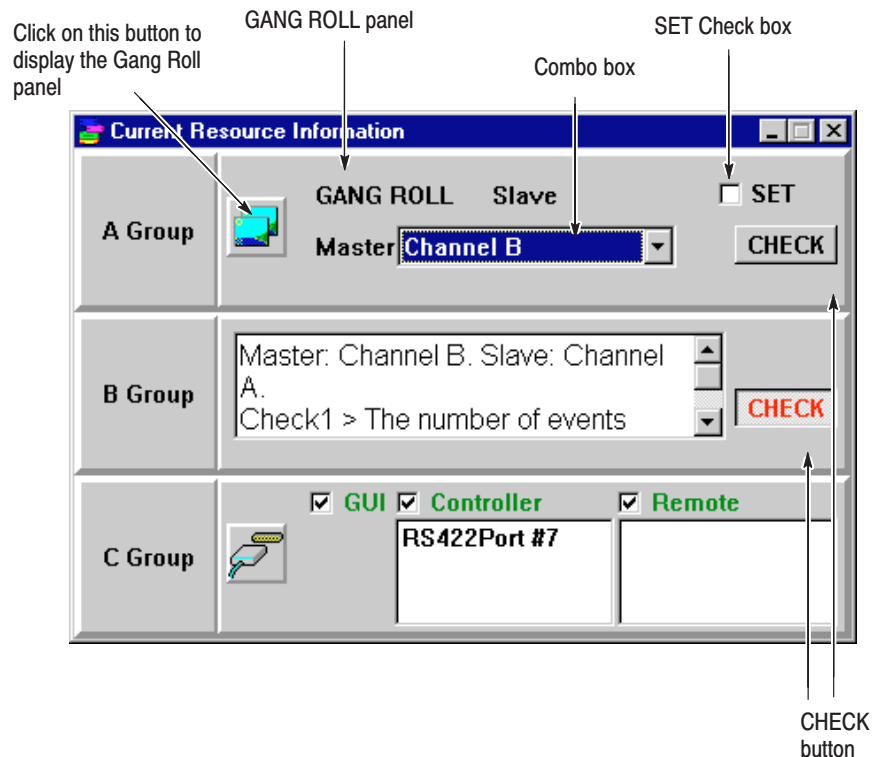 Click on this button to
display the Gang Roll
panel
GANG ROLL panel
Combo box
SET Check box
Current Resource Information
A Group
GANG ROLL Slave
SET
Master Channel B
CHECK
B Group
Master: Channel B. Slave: Channel
A.
Check1 > The number of events
CHECK
C Group
GUI Controller Remote
RS422Port #7
CHECK
button